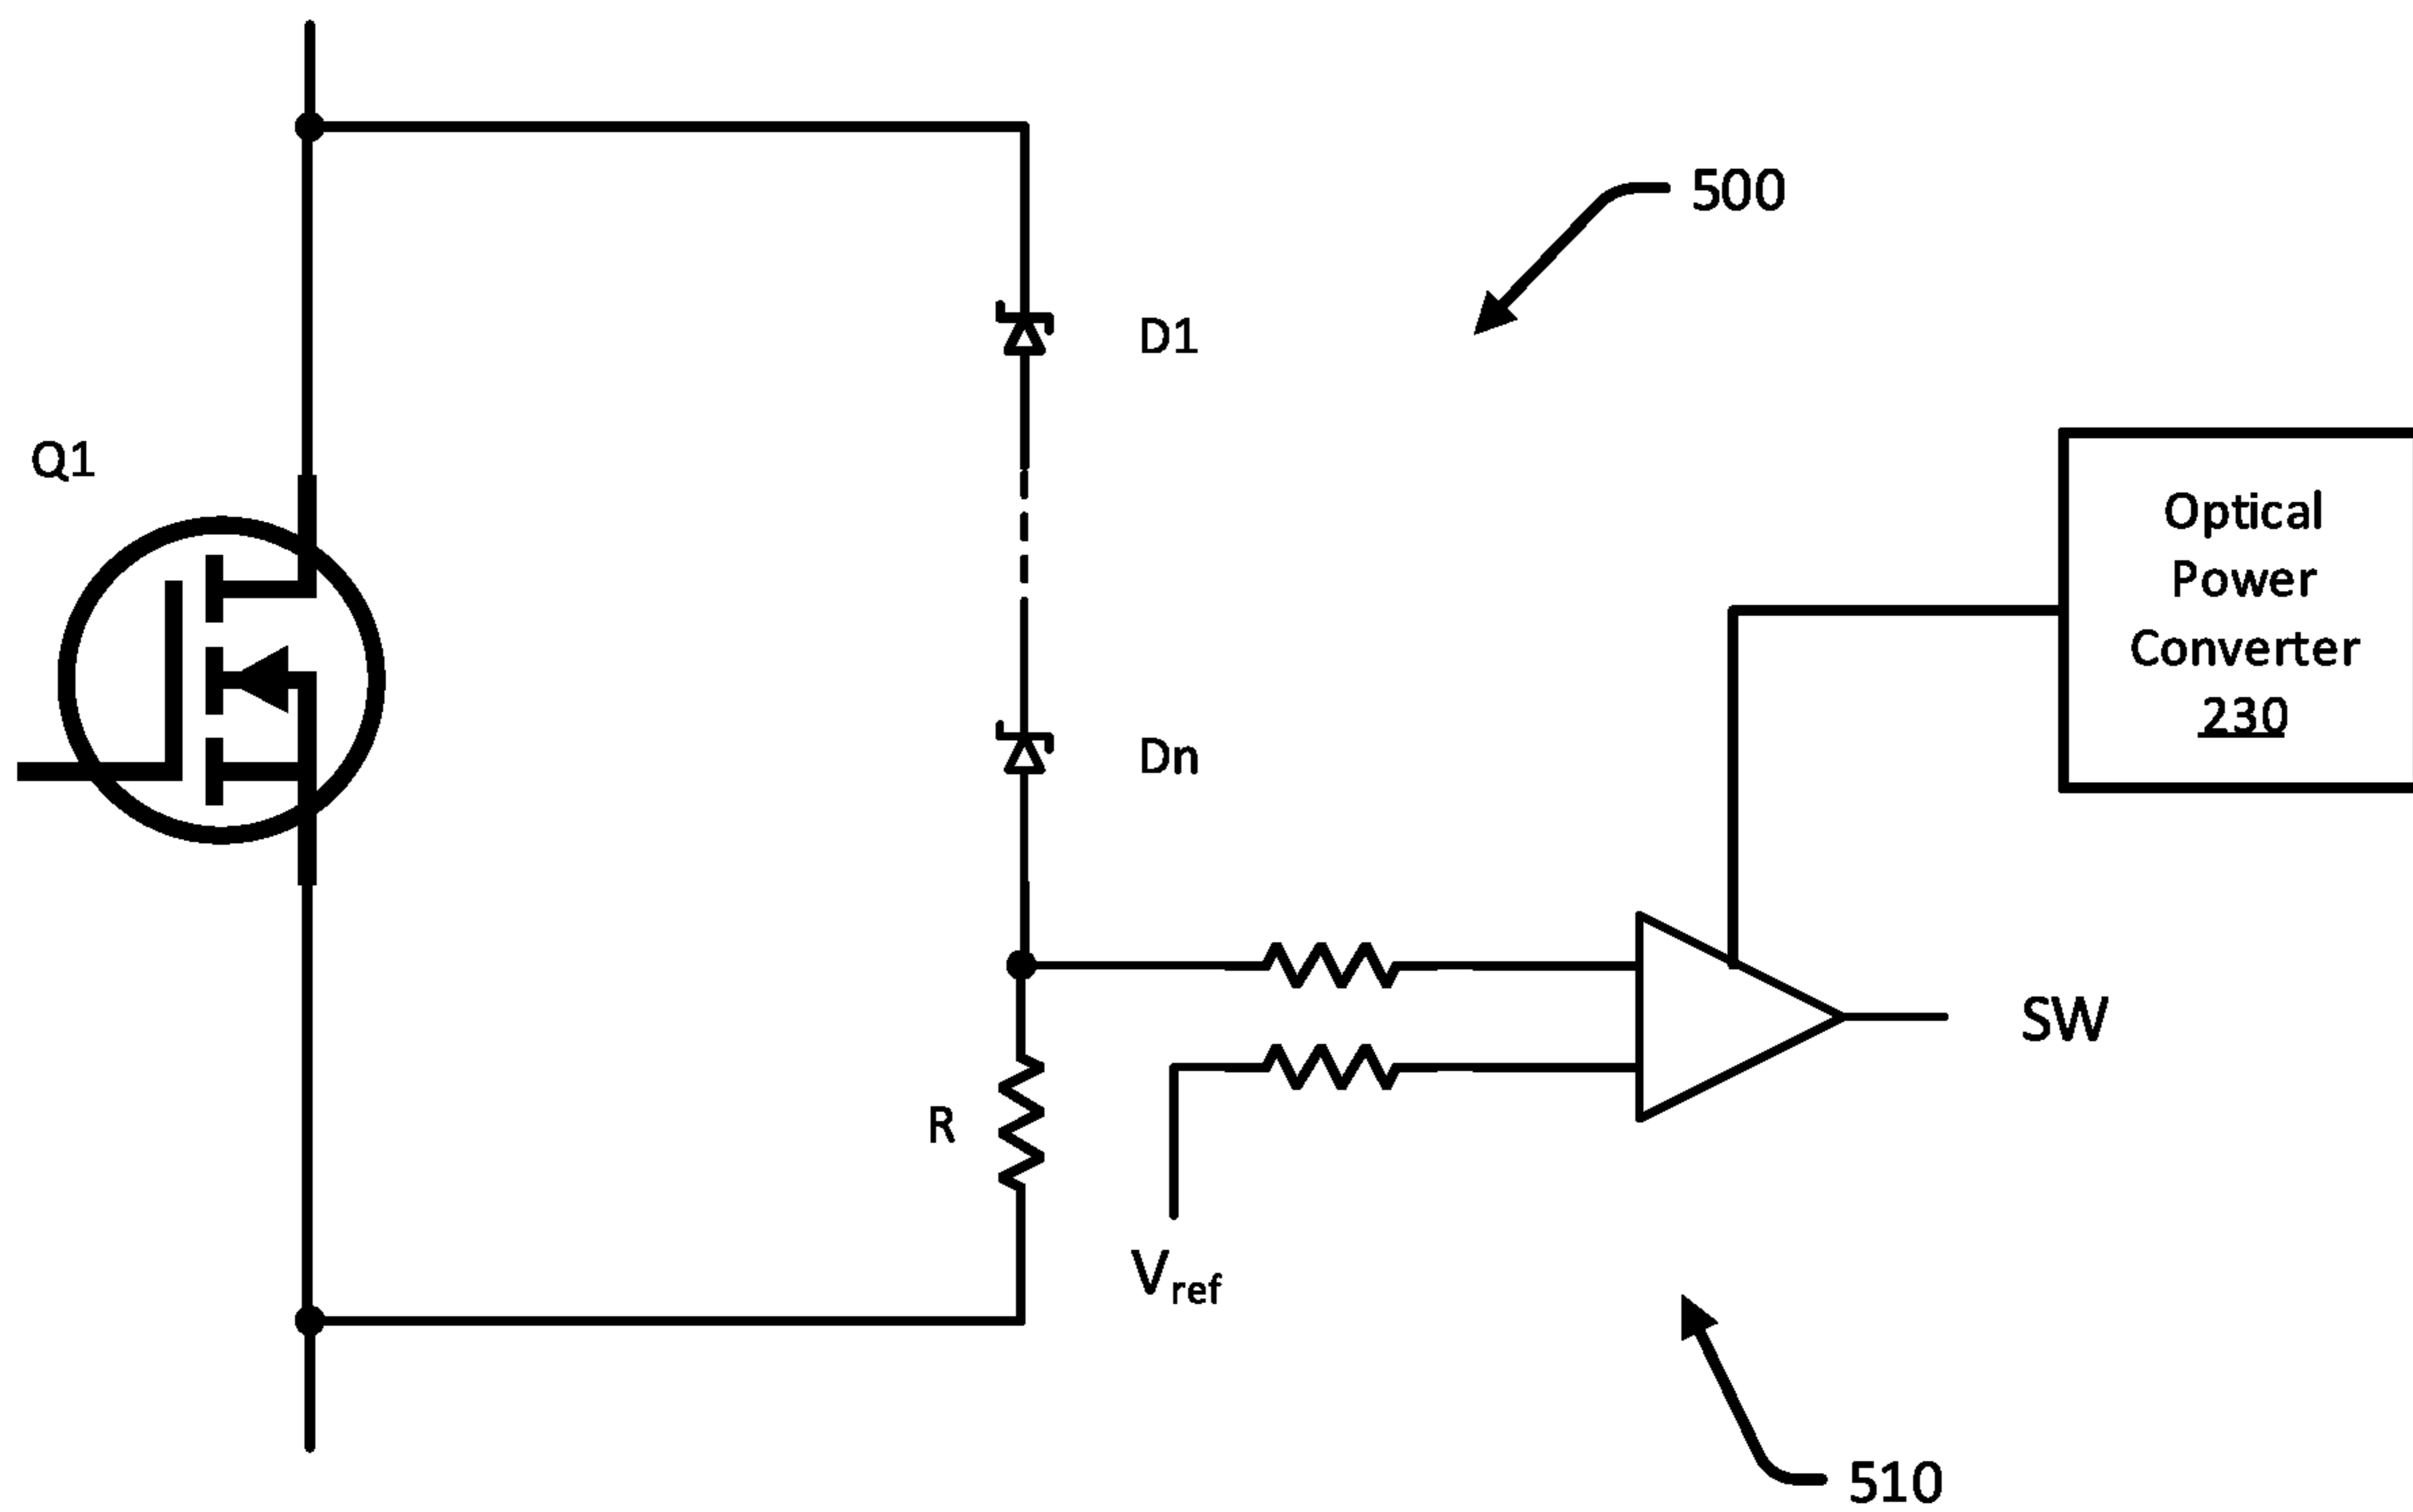 500
D1
Q1
Optical
Power
Converter
230
Dn
SW
R
Vref
510